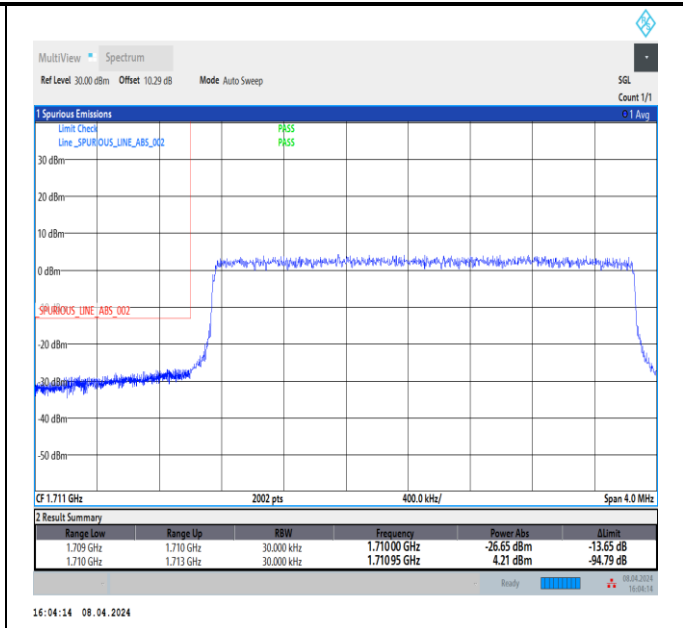 MultiView Spectrum
Ref Level 30.00 dBm Offset 10.29 dB Mode Auto Sweep SGL
Count 1/1
1 Spurious Emissions 1 Avg
Limit Check PASS
Line _SPURIOUS_LINE_ABS_002 PASS
30 dBm
20 dBm
10 dBm
0 dBm
_SPURIOUS_LINE_ABS_002
-20 dBm
-30 dBm
-40 dBm
-50 dBm
CF 1.711 GHz 2002 pts 400.0 kHz/ Span 4.0 MHz
2 Result Summary
Range Low Range Up RBW Frequency Power Abs ΔLimit
1.709 GHz 1.710 GHz 30.000 kHz 1.71000 GHz -26.65 dBm -13.65 dB
1.710 GHz 1.713 GHz 30.000 kHz 1.71095 GHz 4.21 dBm -94.79 dB
Ready 08.04.2024
16:04:14
16:04:14 08.04.2024